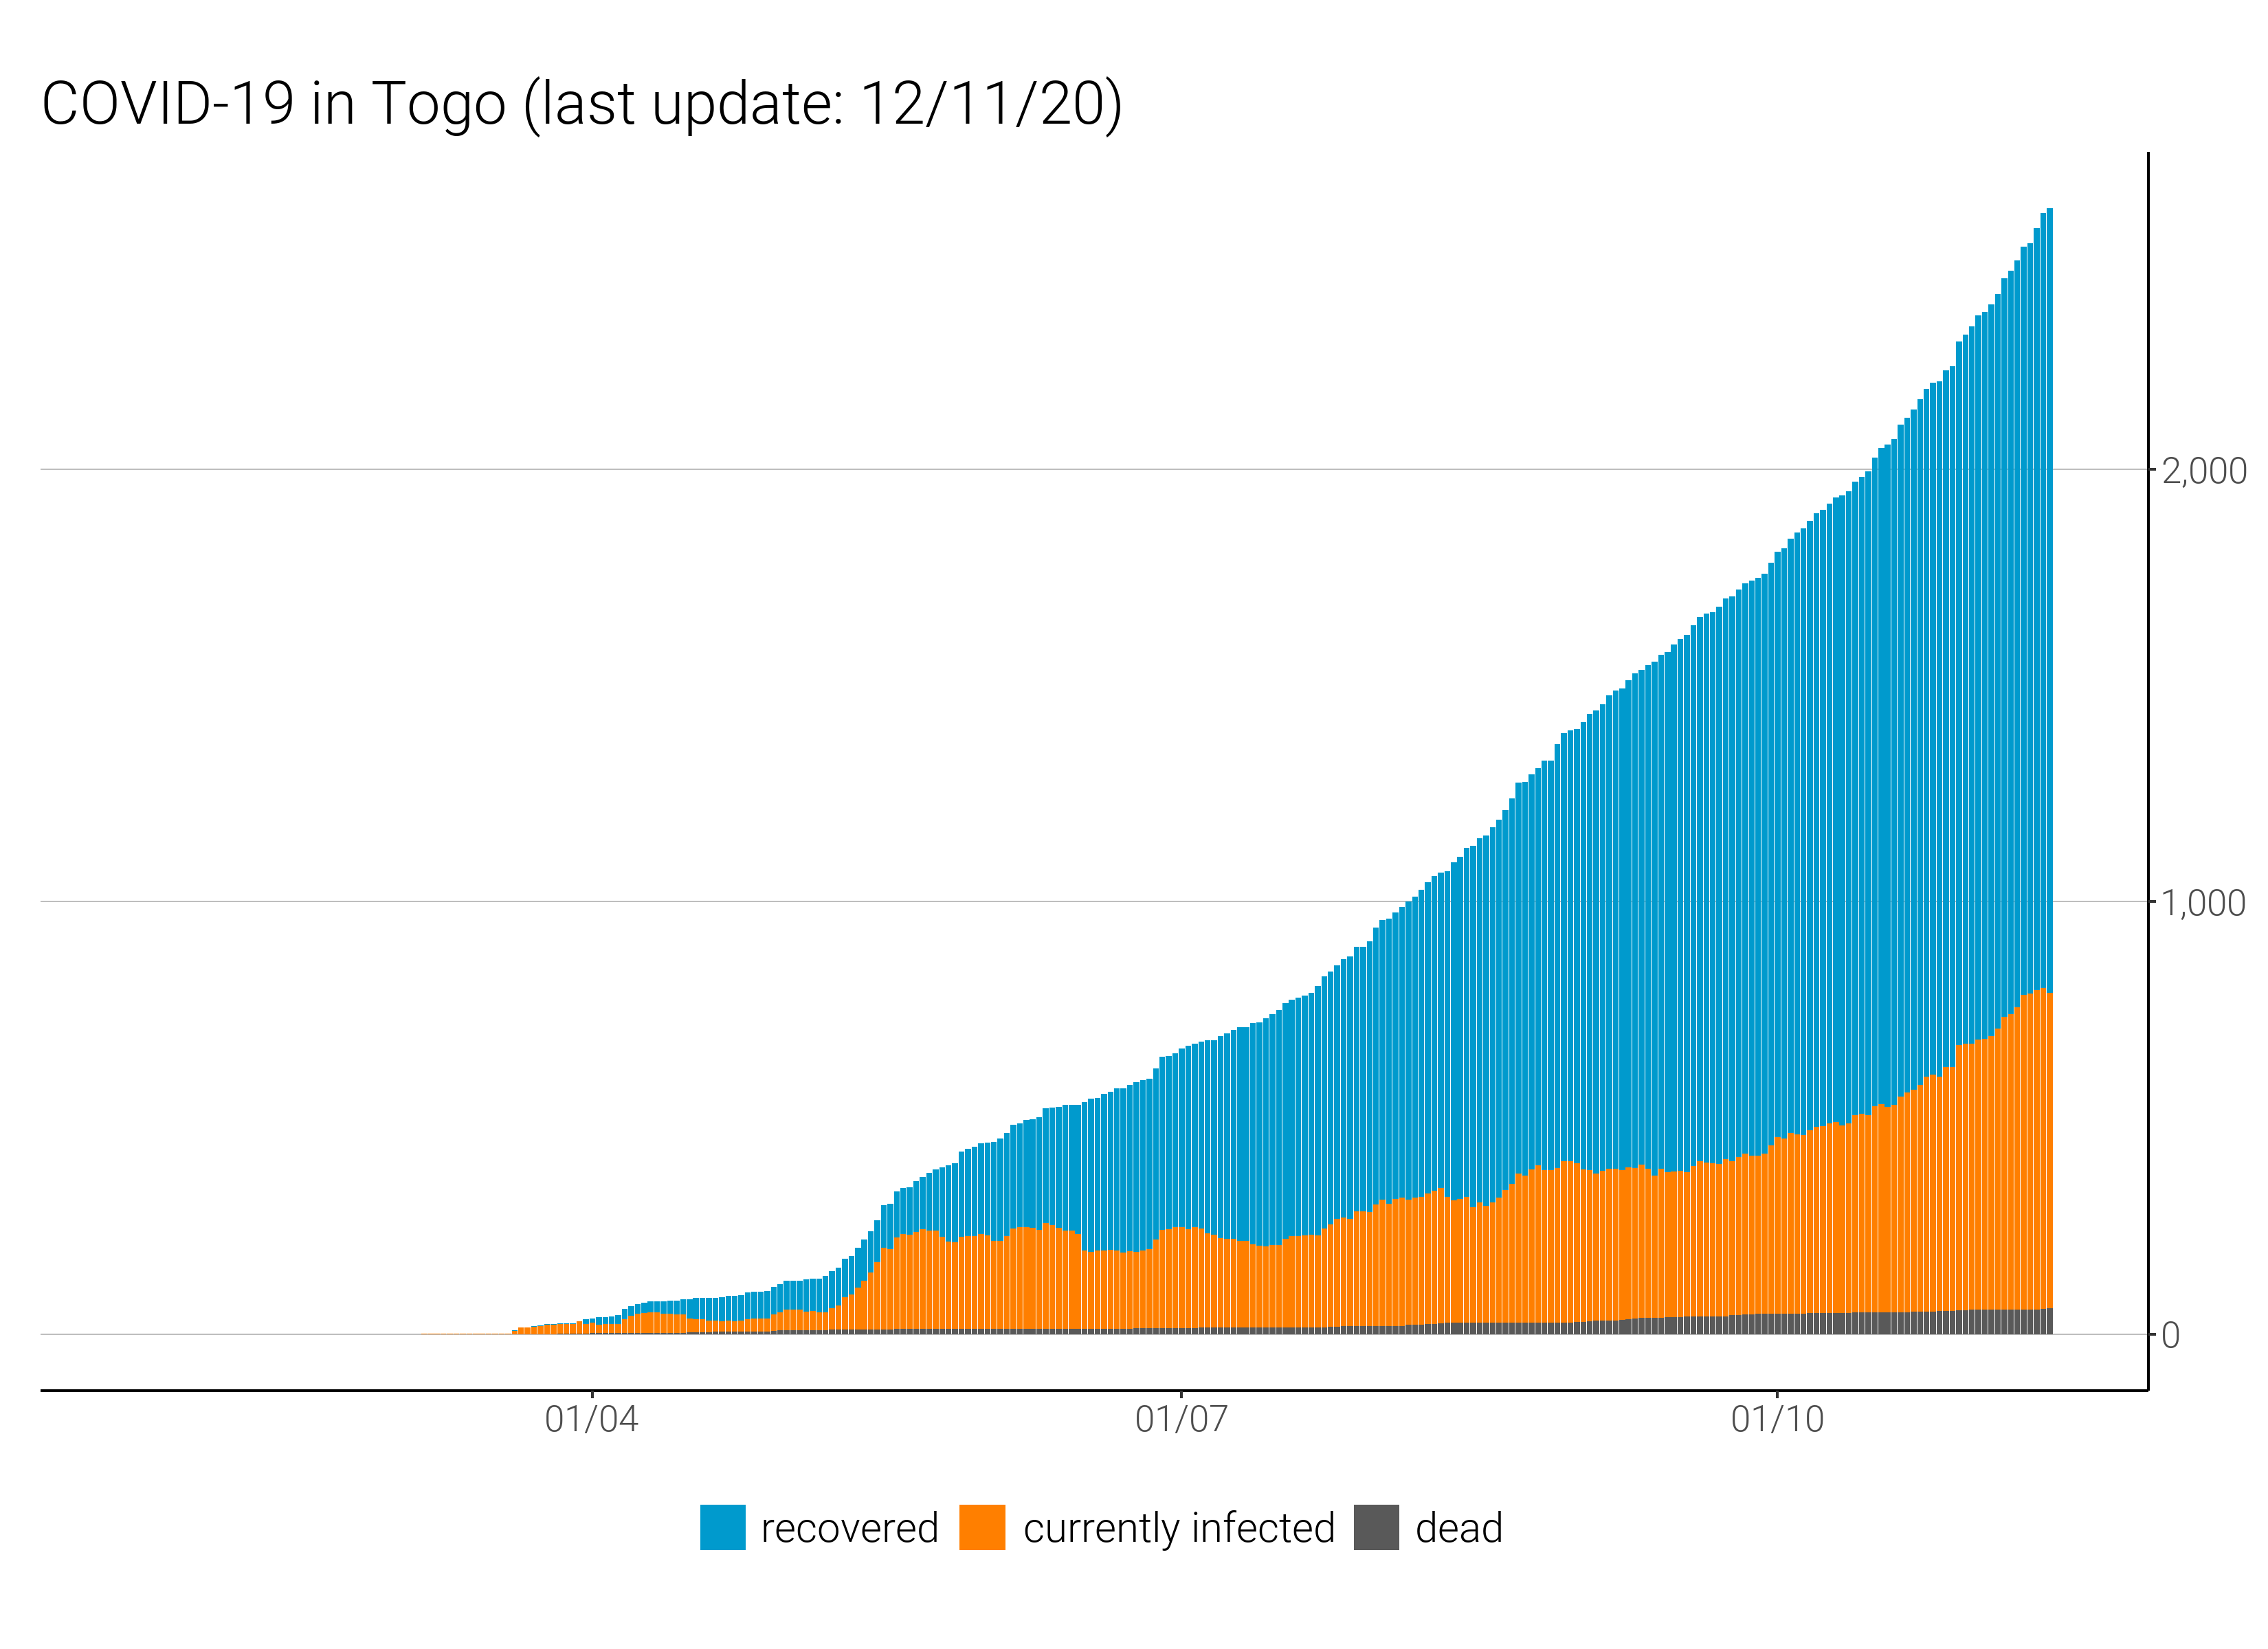 COVID-19 in Togo (last update: 12/11/20)
2,000
1,000
0
01/04 01/07 01/10
recovered currently infected dead